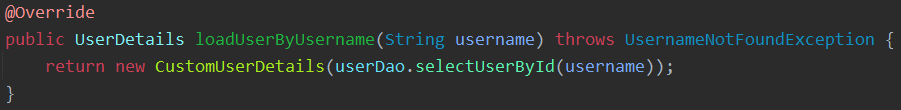 @Override
public UserDetails loadUserByUsername(String username) throws UsernameNotFoundException {
    return new CustomUserDetails(userDao.selectUserById(username));
}